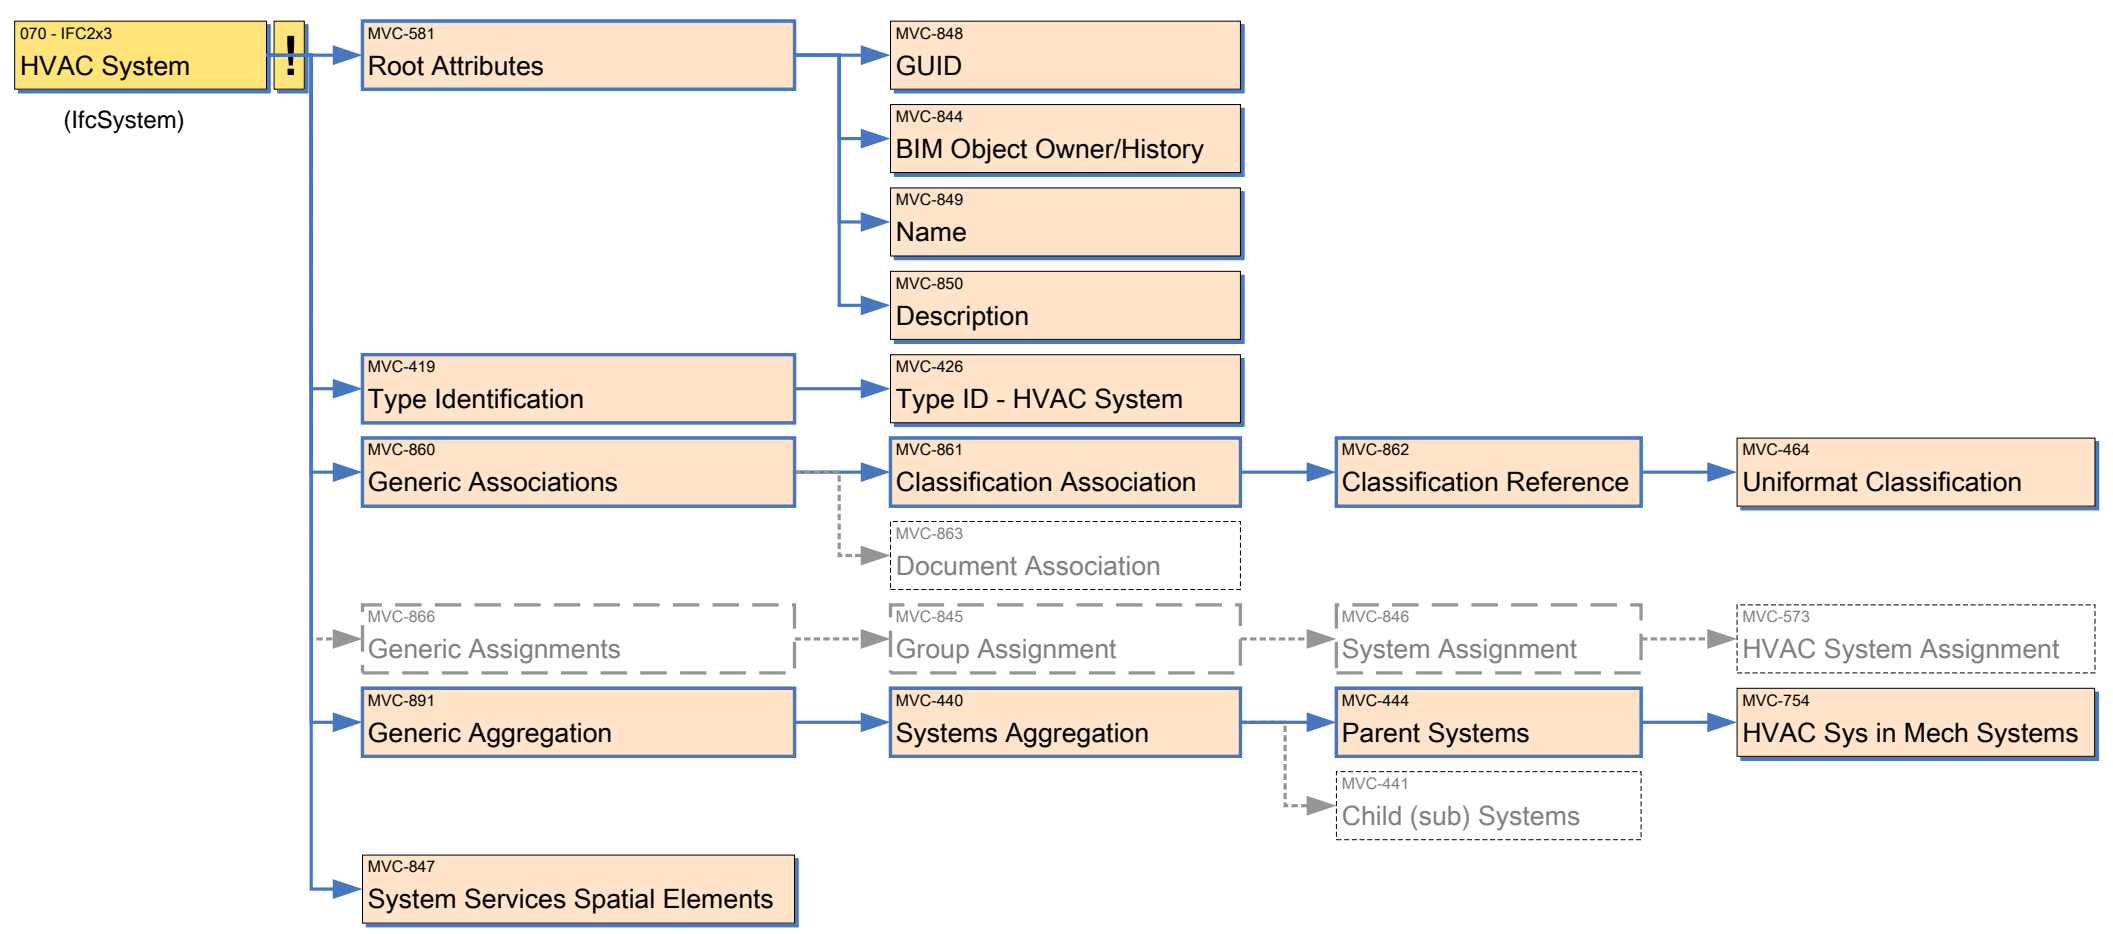 070 - IFC2x3
HVAC System
!
(IfcSystem)
MVC-581
Root Attributes
MVC-848
GUID
MVC-844
BIM Object Owner/History
MVC-849
Name
MVC-850
Description
MVC-419
Type Identification
MVC-426
Type ID - HVAC System
MVC-860
Generic Associations
MVC-861
Classification Association
MVC-862
Classification Reference
MVC-464
Uniformat Classification
MVC-863
Document Association
MVC-866
Generic Assignments
MVC-845
Group Assignment
MVC-846
System Assignment
MVC-573
HVAC System Assignment
MVC-891
Generic Aggregation
MVC-440
Systems Aggregation
MVC-444
Parent Systems
MVC-754
HVAC Sys in Mech Systems
MVC-441
Child (sub) Systems
MVC-847
System Services Spatial Elements